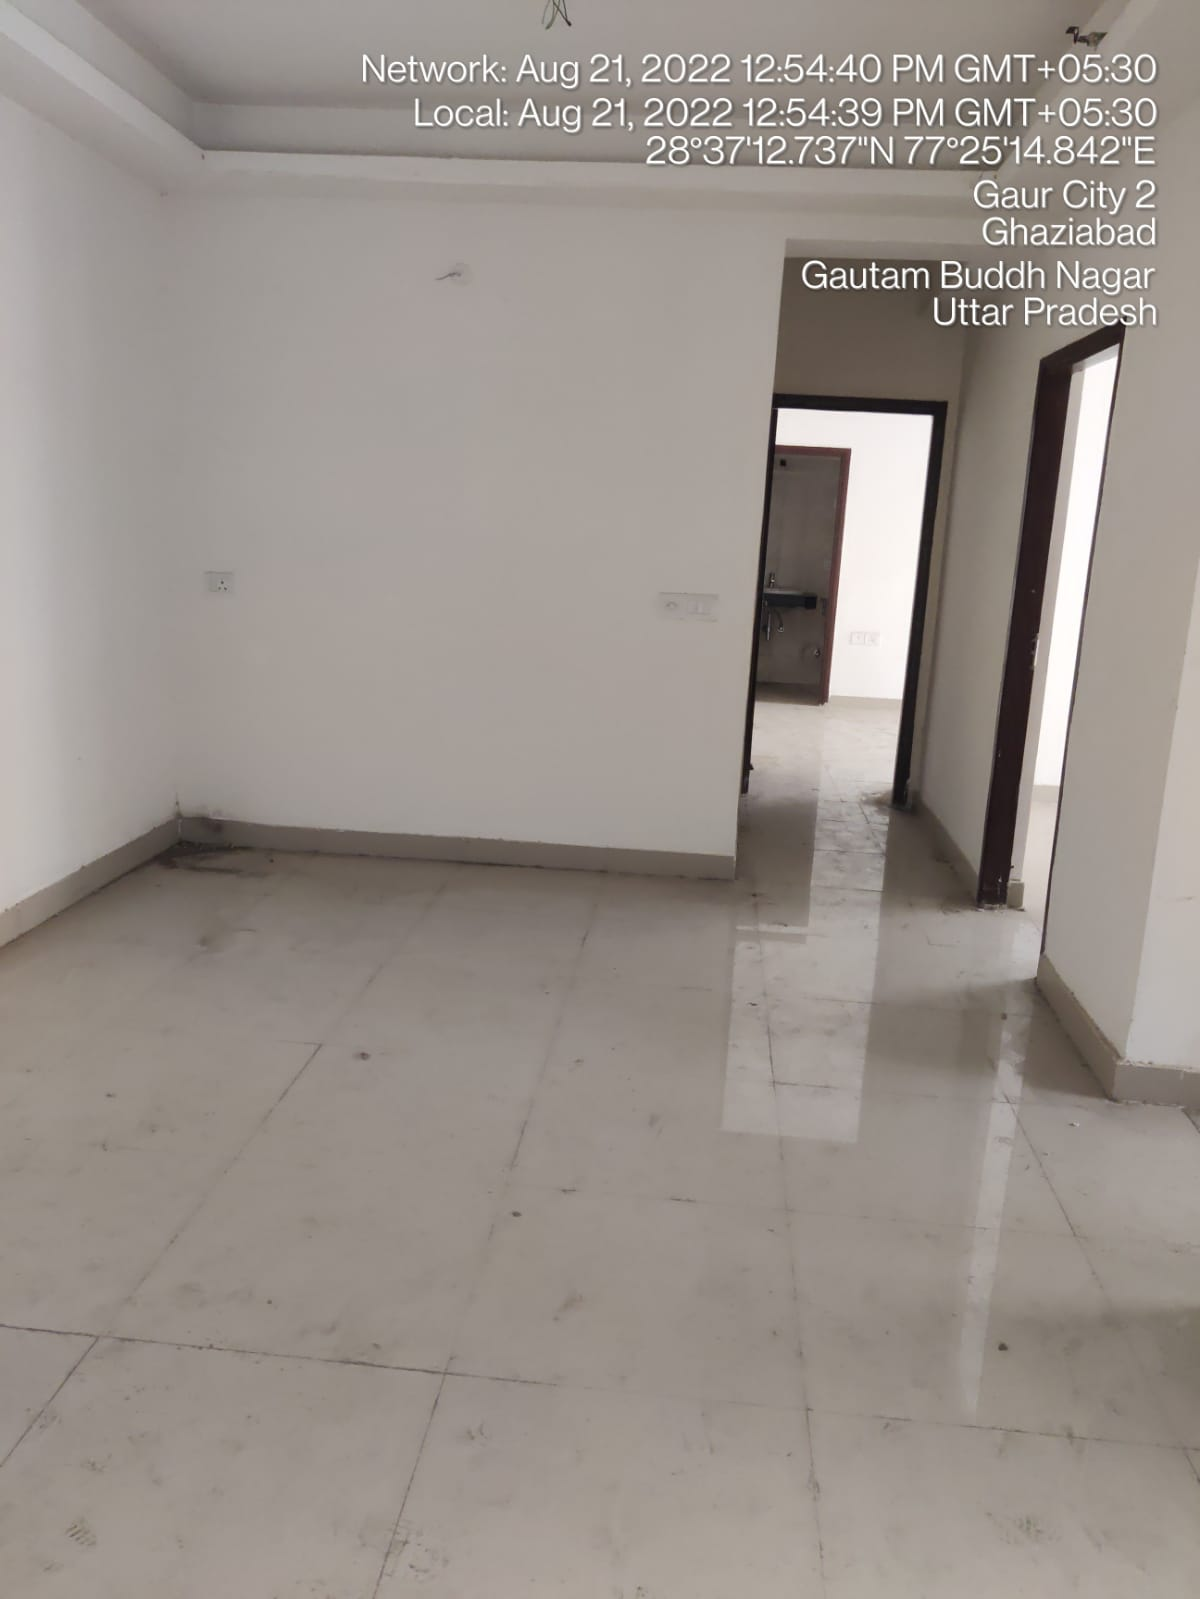 Network: Aug 21, 2022 12:54:40 PM GMT+05:30
Local: Aug 21, 2022 12:54:39 PM GMT+05:30
28°37'12.737"N 77°25'14.842"E
Gaur City 2
Ghaziabad
Gautam Buddh Nagar
Uttar Pradesh